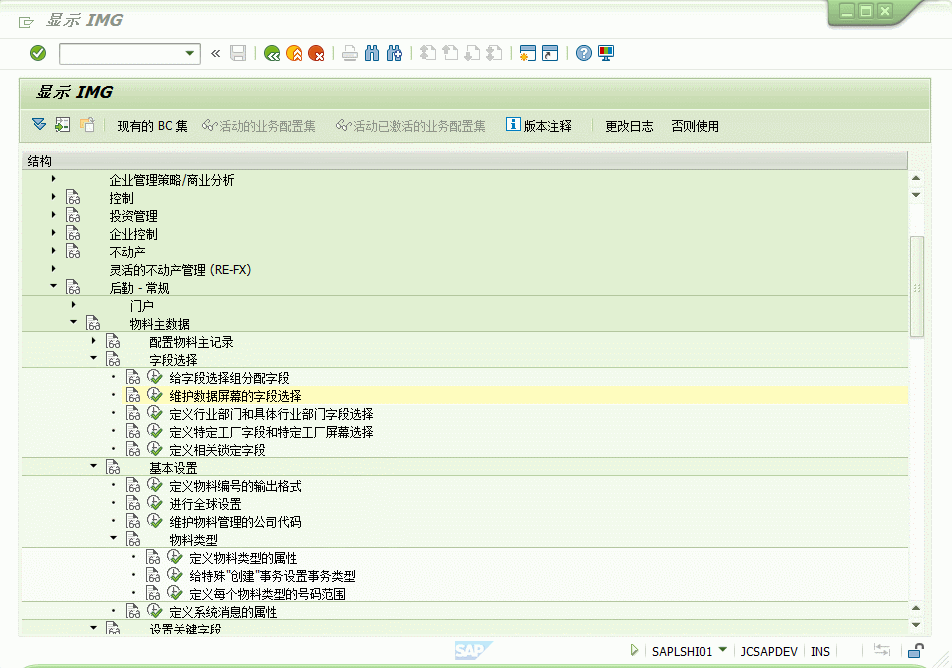 显示 IMG
显示 IMG
现有的 BC 集 活动的业务配置集 活动已激活的业务配置集 版本注释 更改日志 否则使用
结构
企业管理策略/商业分析
控制
投资管理
企业控制
不动产
灵活的不动产管理 (RE-FX)
后勤 - 常规
门户
物料主数据
配置物料主记录
字段选择
给字段选择组分配字段
维护数据屏幕的字段选择
定义行业部门和具体行业部门字段选择
定义特定工厂字段和特定工厂屏幕选择
定义相关锁定字段
基本设置
定义物料编号的输出格式
进行全球设置
维护物料管理的公司代码
物料类型
定义物料类型的属性
给特殊"创建"事务设置事务类型
定义每个物料类型的号码范围
定义系统消息的属性
设置关键字段
SAP SAPLSHI01 JCSAPDEV INS